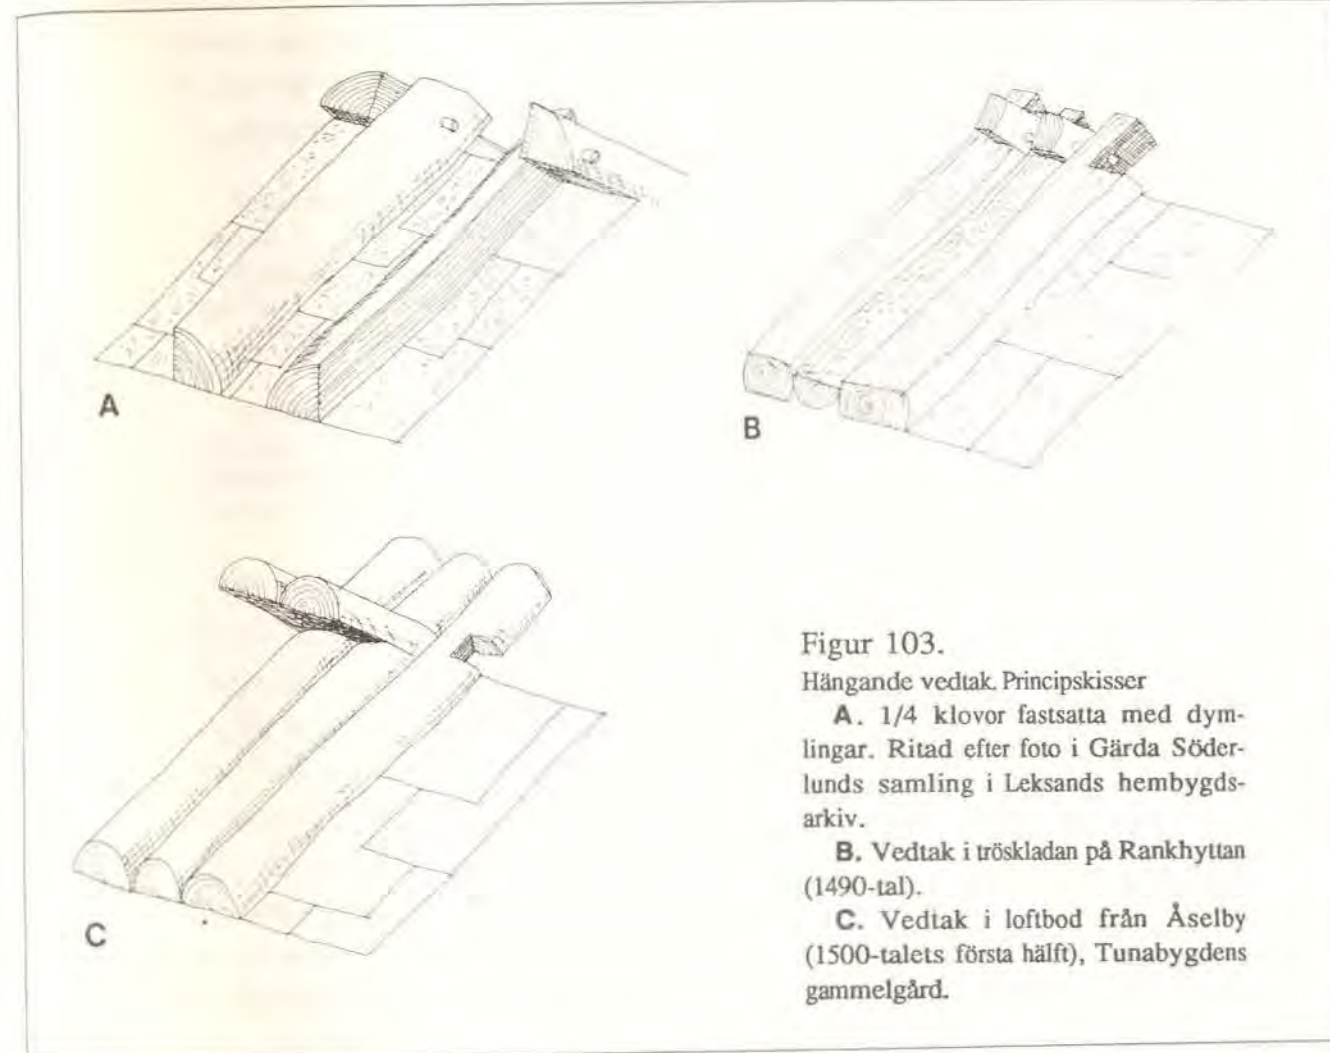 A
B
C
Figur 103.
Hängande vedtak. Principskisser
A. 1/4 klovor fastsatta med dym-
lingar. Ritad efter foto i Gärda Söder-
lunds samling i Leksands hembygds-
arkiv.
B. Vedtak i tröskladan på Rankhyttan
(1490-tal).
C. Vedtak i loftbod från Åselby
(1500-talets första hälft), Tunabygdens
gammelgård.